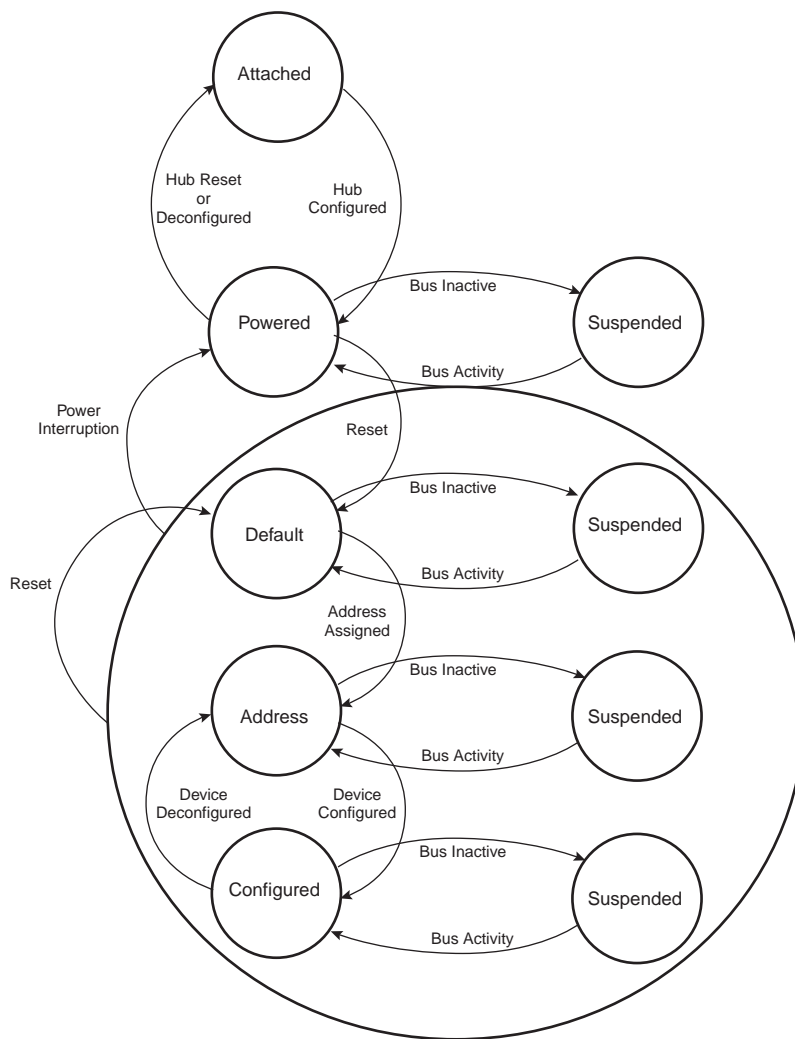 Attached
Hub Reset
or
Deconfigured
Hub
Configured
Bus Inactive
Powered
Suspended
Bus Activity
Power
Interruption
Reset
Bus Inactive
Default
Suspended
Bus Activity
Reset
Address
Assigned
Bus Inactive
Address
Suspended
Bus Activity
Device
Deconfigured
Device
Configured
Bus Inactive
Configured
Suspended
Bus Activity